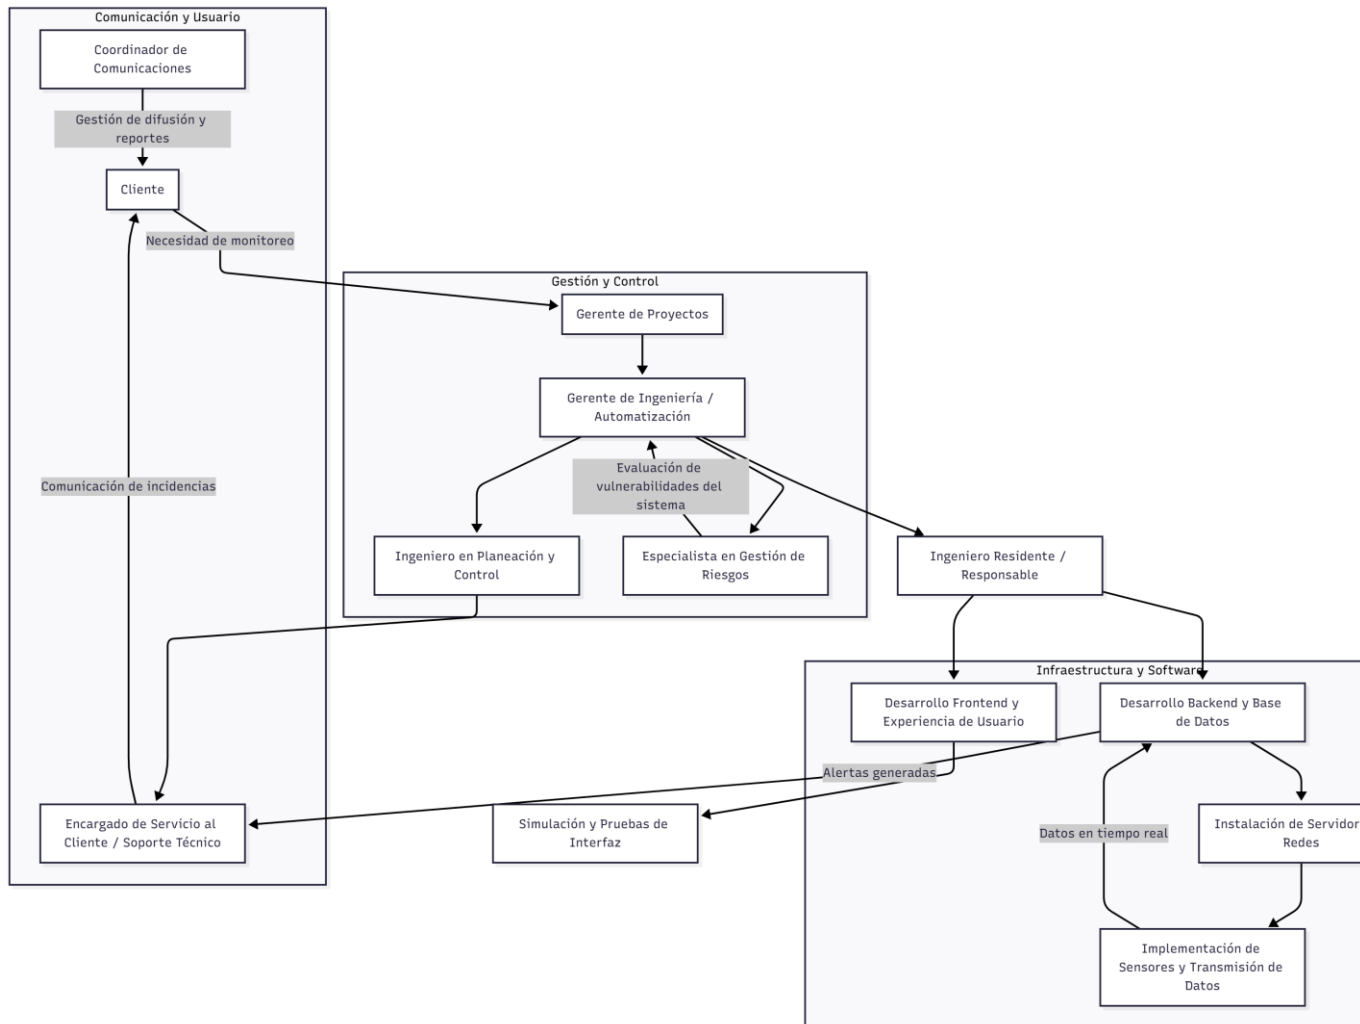 Comunicación y Usuario
Coordinador de
Comunicaciones
Gestión de difusión y
reportes
Cliente
Necesidad de monitoreo
Gestión y Control
Gerente de Proyectos
Gerente de Ingeniería /
Automatización
Evaluación de
vulnerabilidades del
sistema
Comunicación de incidencias
Ingeniero en Planeación y
Control
Especialista en Gestión de
Riesgos
Ingeniero Residente /
Responsable
Infraestructura y Software
Desarrollo Frontend y
Experiencia de Usuario
Desarrollo Backend y Base
de Datos
Alertas generadas
Encargado de Servicio al
Cliente / Soporte Técnico
Simulación y Pruebas de
Interfaz
Datos en tiempo real
Instalación de Servidor
Redes
Implementación de
Sensores y Transmisión de
Datos